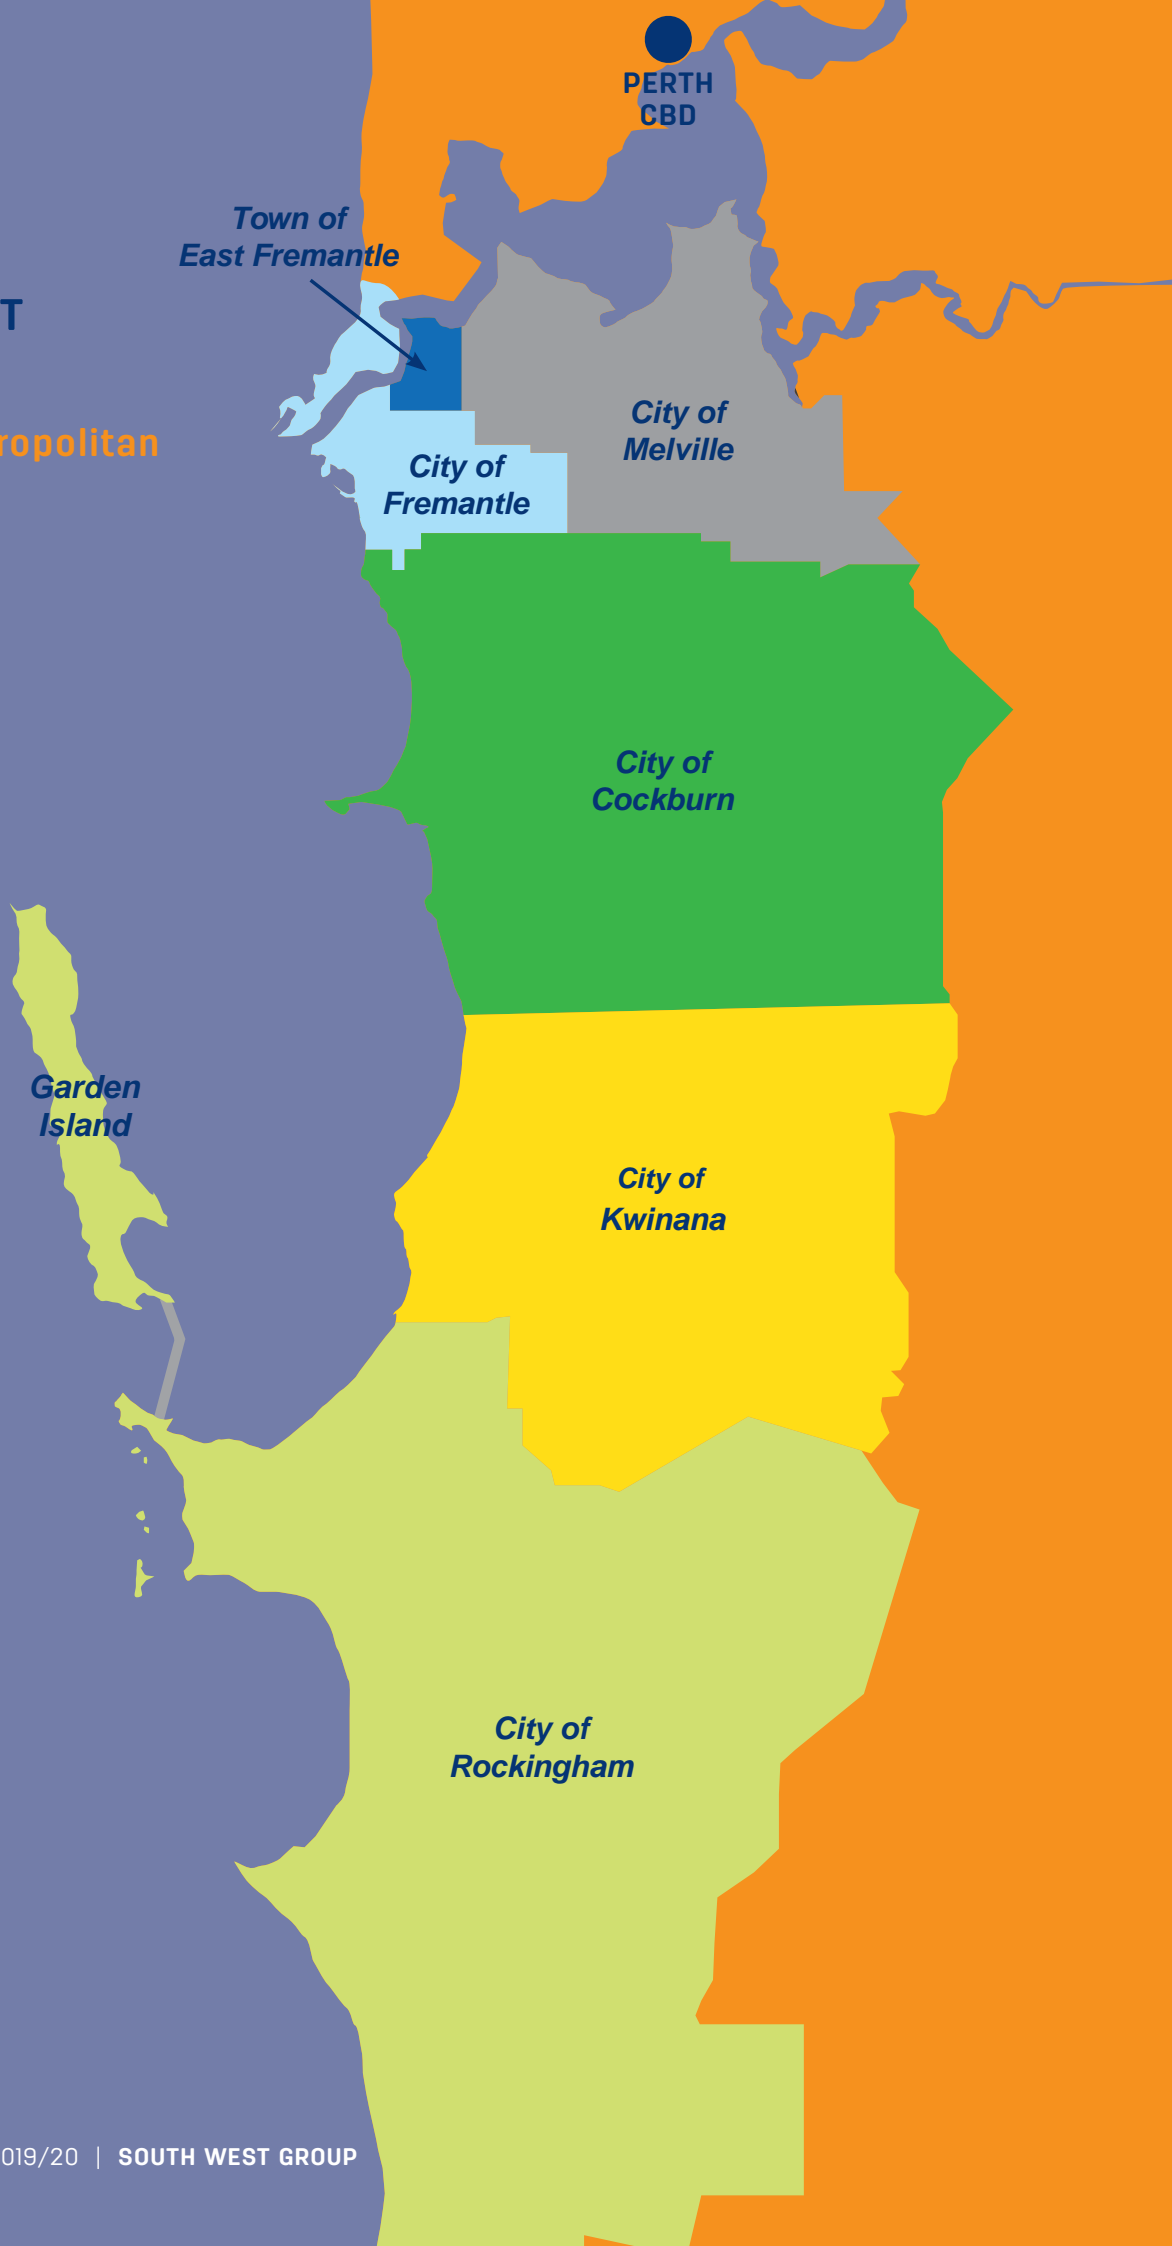 PERTH
CBD
Town of
East Fremantle
T
ropolitan
City of
Melville
City of
Fremantle
City of
Cockburn
Garden
Island
City of
Kwinana
City of
Rockingham
019/20 | SOUTH WEST GROUP